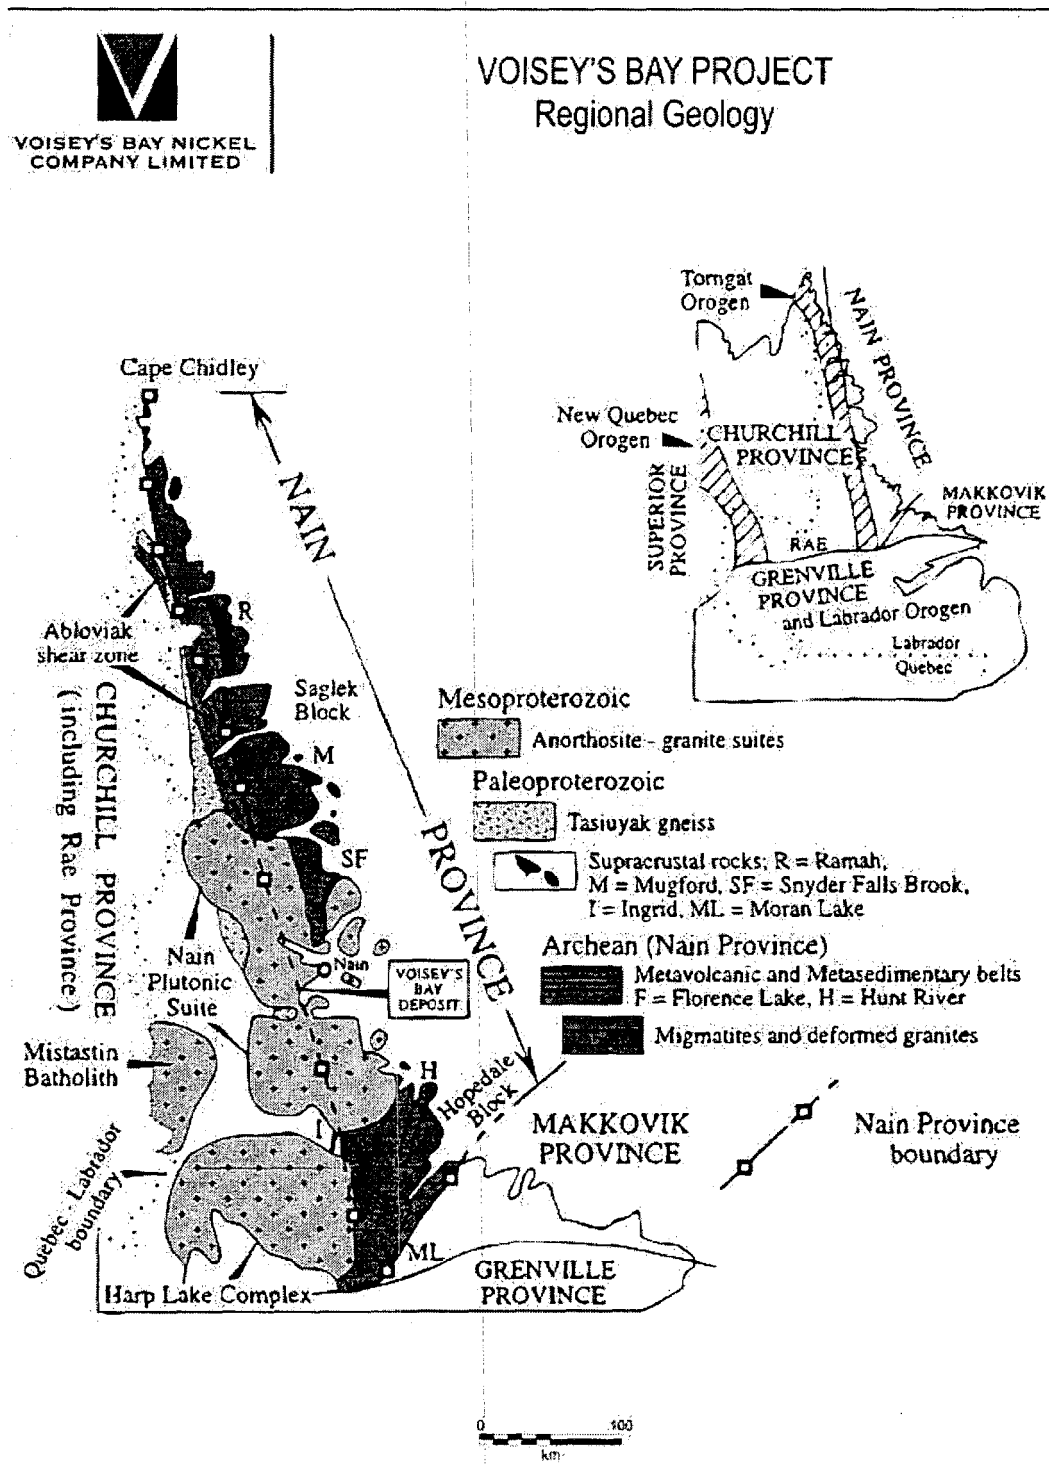 VOISEY'S BAY NICKEL
COMPANY LIMITED
VOISEY'S BAY PROJECT
Regional Geology
Torngat
Orogen
NAIN PROVINCE
New Quebec
Orogen
CHURCHILL
PROVINCE
SUPERIOR
PROVINCE
MAKKOVIK
PROVINCE
RAE
GRENVILLE
PROVINCE
and Labrador Orogen
Labrador
Quebec
Cape Chidley
NAIN PROVINCE
R
Abloviak
shear zone
Saglek
Block
M
SF
CHURCHILL PROVINCE
(including Rae Province)
Nain
Plutonic
Suite
Nain
VOISEY'S
BAY
DEPOSIT
Mistastin
Batholith
H
Hopedale
Block
I
Quebec - Labrador
boundary
ML
Harp Lake Complex
MAKKOVIK
PROVINCE
GRENVILLE
PROVINCE
Mesoproterozoic
Anorthosite - granite suites
Paleoproterozoic
Tasiuyak gneiss
Supracrustal rocks; R = Ramah,
M = Mugford, SF = Snyder Falls Brook,
I = Ingrid, ML = Moran Lake
Archean (Nain Province)
Metavolcanic and Metasedimentary belts
F = Florence Lake, H = Hunt River
Migmatites and deformed granites
Nain Province
boundary
0 100
km